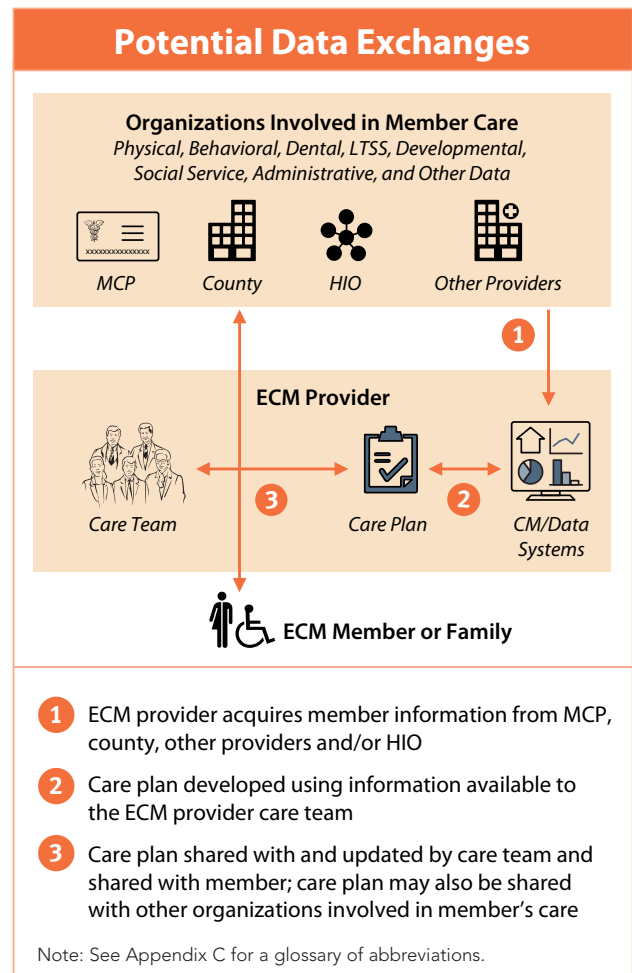 Potential Data Exchanges
Organizations Involved in Member Care
Physical, Behavioral, Dental, LTSS, Developmental,
Social Service, Administrative, and Other Data
xxxxxxxxxxxxxxx
MCP
County
HIO
Other Providers
1
ECM Provider
Care Team
3
Care Plan
2
CM/Data
Systems
ECM Member or Family
1 ECM provider acquires member information from MCP,
county, other providers and/or HIO
2 Care plan developed using information available to
the ECM provider care team
3 Care plan shared with and updated by care team and
shared with member; care plan may also be shared
with other organizations involved in member’s care
Note: See Appendix C for a glossary of abbreviations.